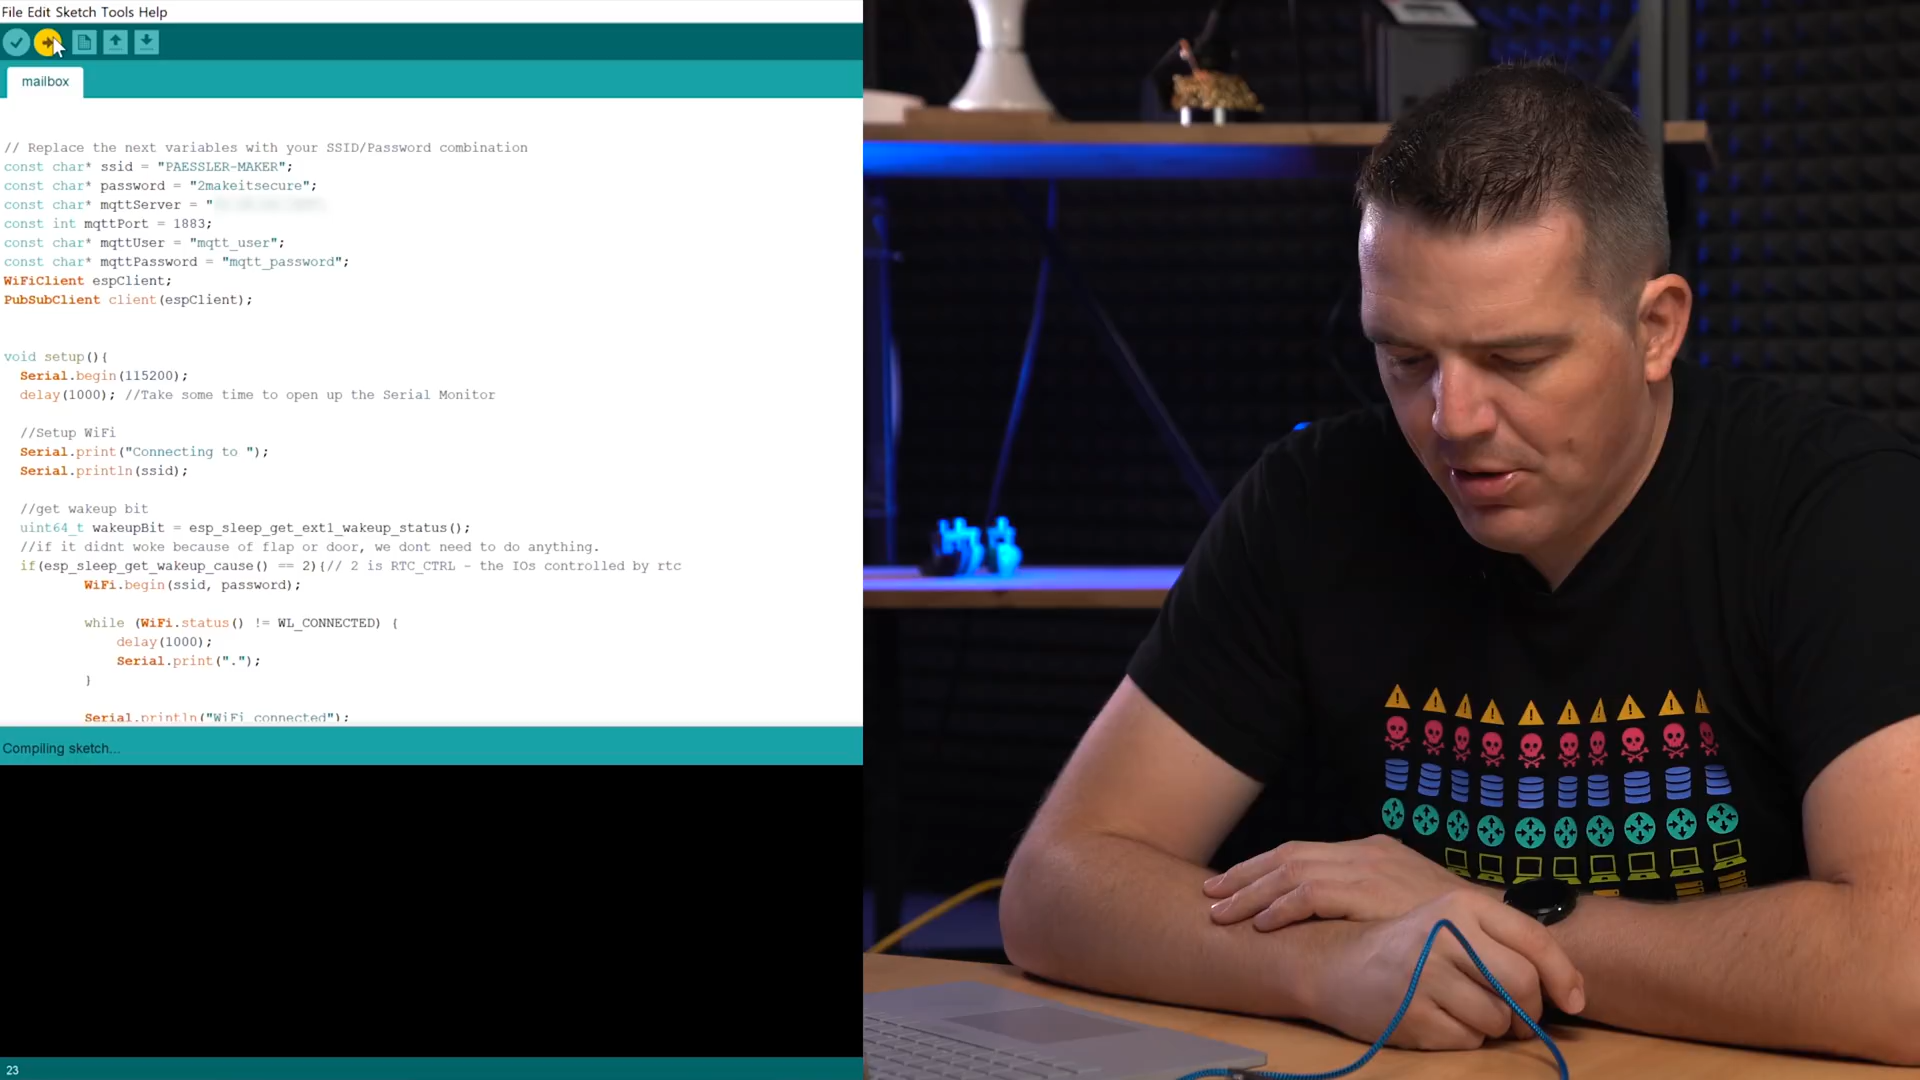 File Edit Sketch Tools Help
mailbox
// Replace the next variables with your SSID/Password combination
const char* ssid = "PAESSLER-MAKER";
const char* password = "2makeitsecure";
const char* mqttServer = "
const int mqttPort = 1883;
const char* mqttUser = "mqtt_user";
const char* mqttPassword = "mqtt_password";
WiFiClient espClient;
PubSubClient client(espClient);
void setup(){
Serial.begin(115200);
delay(1000); //Take some time to open up the Serial Monitor
//Setup WiFi
Serial.print("Connecting to ");
Serial.println(ssid);
//get wakeup bit
uint64_t wakeupBit = esp_sleep_get_ext1_wakeup_status();
//if it didnt woke because of flap or door, we dont need to do anything.
if(esp_sleep_get_wakeup_cause() == 2){// 2 is RTC_CTRL - the IOs controlled by rtc
WiFi.begin(ssid, password);
while (WiFi.status() != WL_CONNECTED) {
delay(1000);
Serial.print(".");
}
Serial.println("WiFi connected");
Compiling sketch...
23